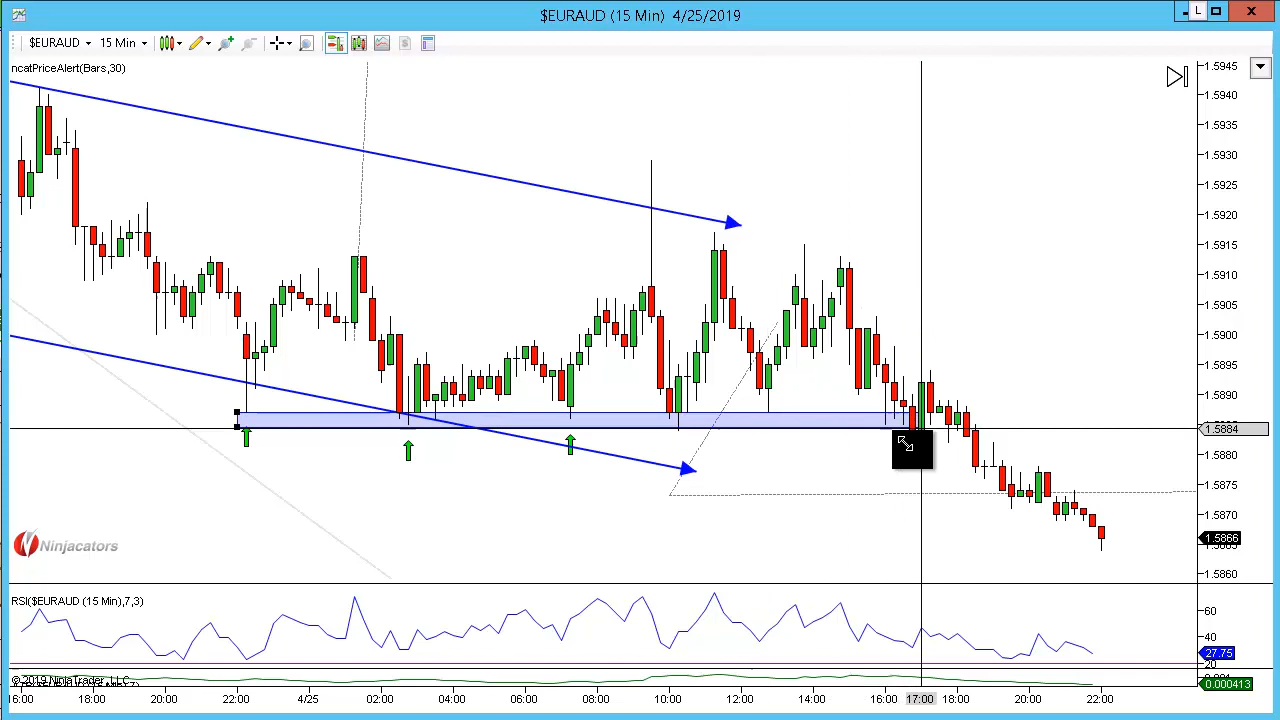 $EURAUD (15 Min) 4/25/2019
L
X
$EURAUD 15 Min
ncatPriceAlert(Bars,30)
1.5945
1.5940
1.5935
1.5930
1.5925
1.5920
1.5915
1.5910
1.5905
1.5900
1.5895
1.5890
1.5884
1.5880
1.5875
1.5870
1.5866
1.5860
Ninjacators
RSI($EURAUD (15 Min),7,3)
60
40
27.75
20
© 2019 NinjaTrader, LLC
0.000413
16:00 18:00 20:00 22:00 4/25 02:00 04:00 06:00 08:00 10:00 12:00 14:00 16:00 17:00 18:00 20:00 22:00